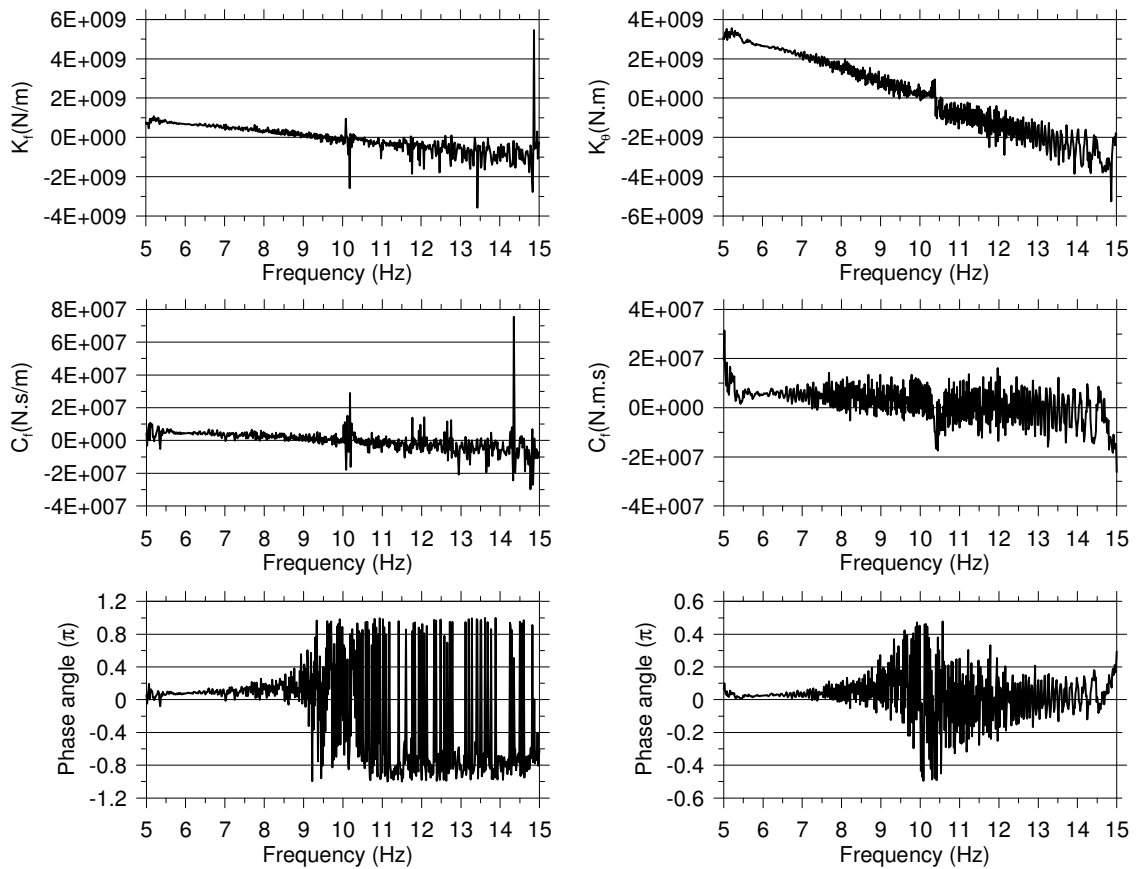 6E+009
4E+009
2E+009
0E+000
-2E+009
-4E+009
K_f(N/m)
5 6 7 8 9 10 11 12 13 14 15
Frequency (Hz)
4E+009
2E+009
0E+000
-2E+009
-4E+009
-6E+009
K_θ(N.m)
5 6 7 8 9 10 11 12 13 14 15
Frequency (Hz)
8E+007
6E+007
4E+007
2E+007
0E+000
-2E+007
-4E+007
C_f(N.s/m)
5 6 7 8 9 10 11 12 13 14 15
Frequency (Hz)
4E+007
2E+007
0E+000
-2E+007
-4E+007
C_f(N.m.s)
5 6 7 8 9 10 11 12 13 14 15
Frequency (Hz)
1.2
0.8
0.4
0
-0.4
-0.8
-1.2
Phase angle (π)
5 6 7 8 9 10 11 12 13 14 15
Frequency (Hz)
0.6
0.4
0.2
0
-0.2
-0.4
-0.6
Phase angle (π)
5 6 7 8 9 10 11 12 13 14 15
Frequency (Hz)